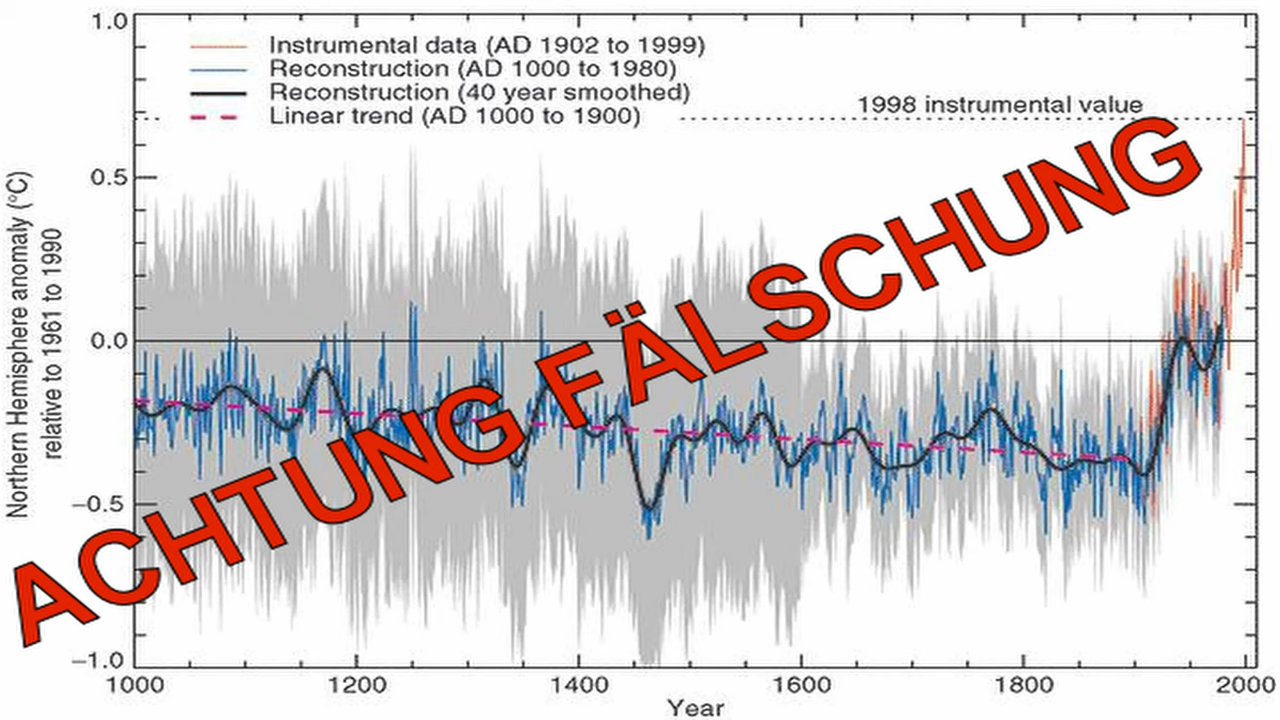 1.0
Instrumental data (AD 1902 to 1999)
Reconstruction (AD 1000 to 1980)
Reconstruction (40 year smoothed)
Linear trend (AD 1000 to 1900)
1998 instrumental value
0.5
0.0
−0.5
−1.0
Northern Hemisphere anomaly (°C)
relative to 1961 to 1990
ACHTUNG FÄLSCHUNG
1000 1200 1400 1600 1800 2000
Year